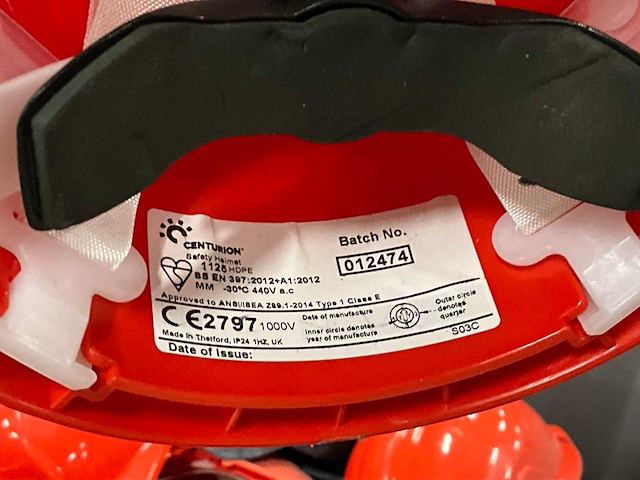 CENTURION
Safety Helmet
1125 HDPE
BS EN 397:2012+A1:2012
MM -30°C 440V a.c
Batch No.
012474
Approved to ANSI/ISEA Z89.1-2014 Type 1 Class E
CE2797 1000V
Made in Thetford, IP24 1HZ, UK
Date of manufacture
Inner circle denotes
year of manufacture
Outer circle
denotes
quarter
S03C
Date of Issue: